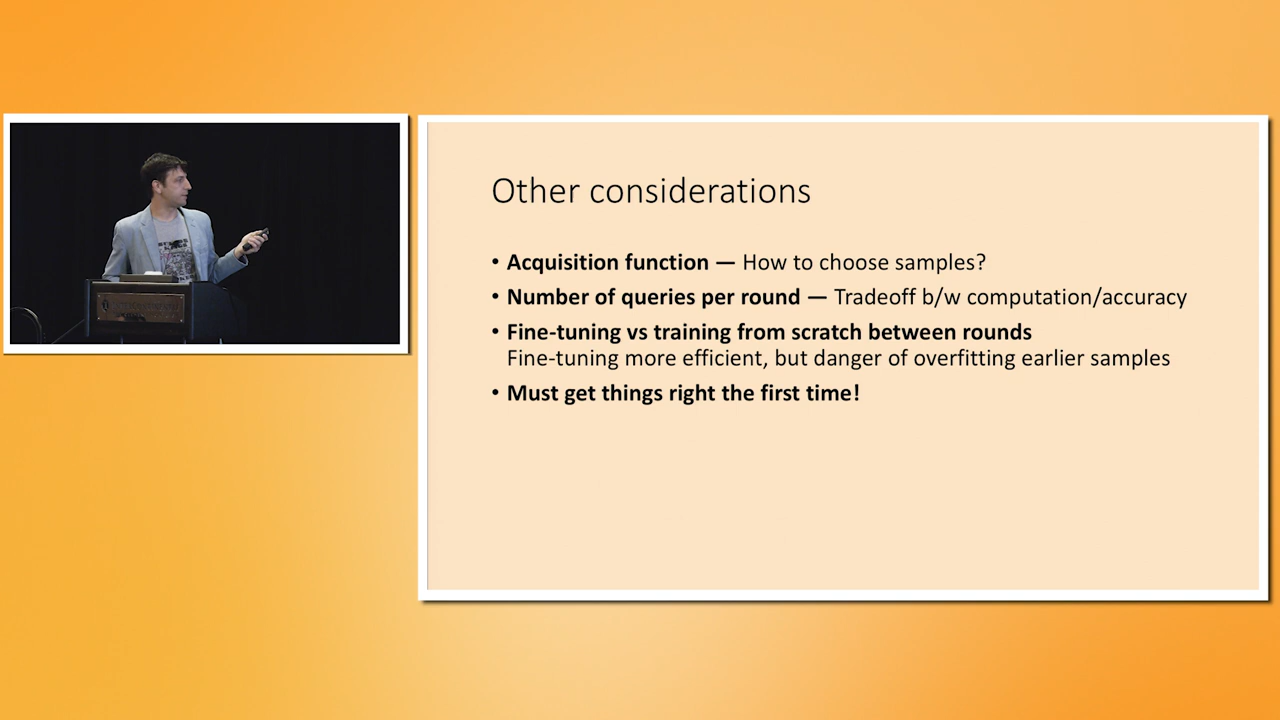 Other considerations
• Acquisition function — How to choose samples?
• Number of queries per round — Tradeoff b/w computation/accuracy
• Fine-tuning vs training from scratch between rounds
Fine-tuning more efficient, but danger of overfitting earlier samples
• Must get things right the first time!